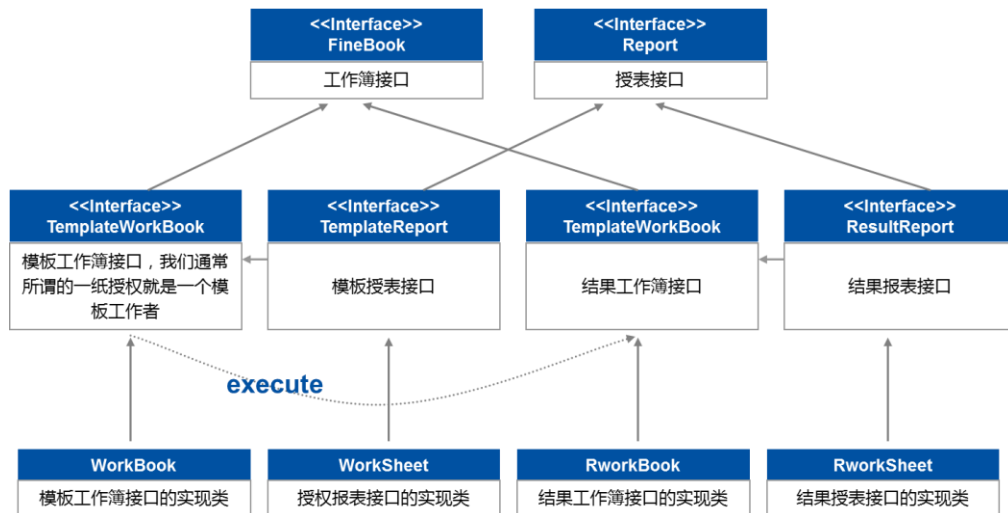 <<Interface>>
FineBook
工作簿接口
<<Interface>>
Report
授表接口
<<Interface>>
TemplateWorkBook
模板工作簿接口，我们通常
所谓的一纸授权就是一个模
板工作者
<<Interface>>
TemplateReport
模板授表接口
<<Interface>>
TemplateWorkBook
结果工作簿接口
<<Interface>>
ResultReport
结果报表接口
execute
WorkBook
模板工作簿接口的实现类
WorkSheet
授权报表接口的实现类
RworkBook
结果工作簿接口的实现类
RworkSheet
结果授表接口的实现类